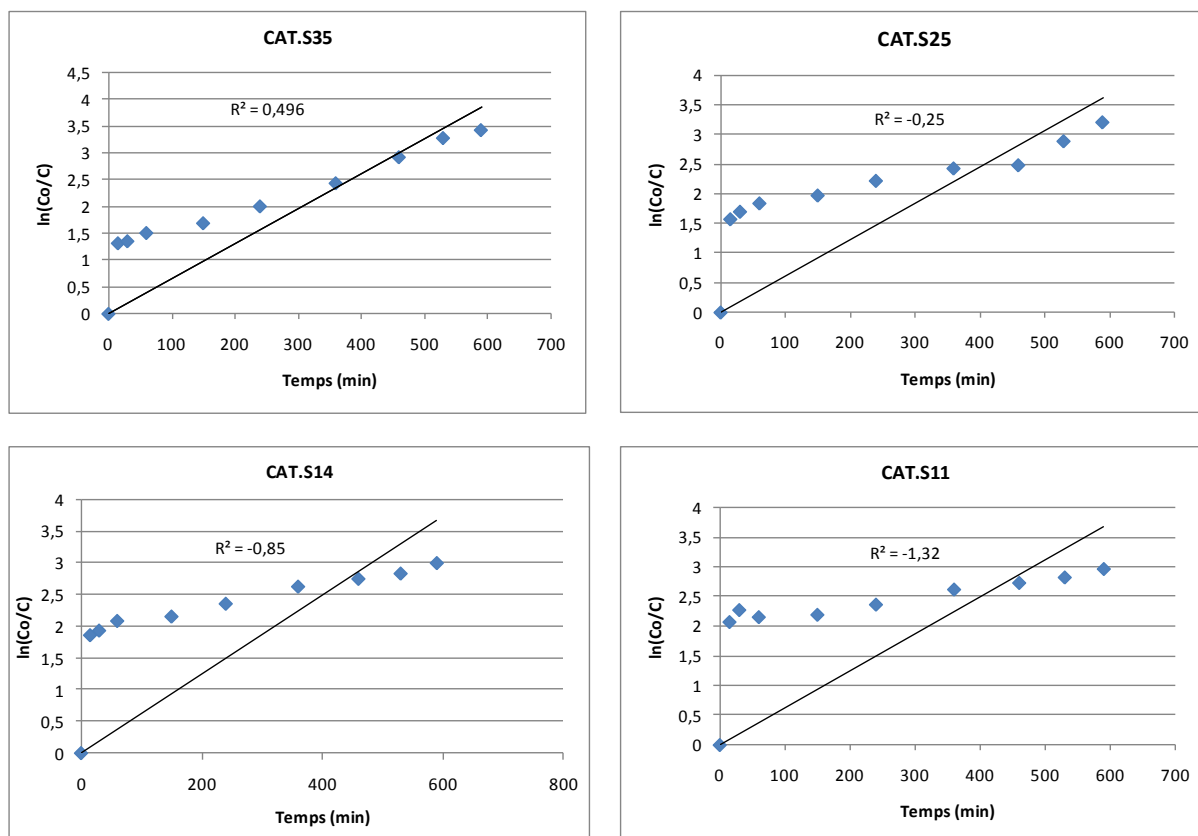 CAT.S35
ln(Co/C)
4,5
4
3,5
3
2,5
2
1,5
1
0,5
0
R² = 0,496
0 100 200 300 400 500 600 700
Temps (min)
CAT.S25
ln(Co/C)
4
3,5
3
2,5
2
1,5
1
0,5
0
R² = -0,25
0 100 200 300 400 500 600 700
Temps (min)
CAT.S14
ln(Co/C)
4
3,5
3
2,5
2
1,5
1
0,5
0
R² = -0,85
0 200 400 600 800
Temps (min)
CAT.S11
ln(Co/C)
4
3,5
3
2,5
2
1,5
1
0,5
0
R² = -1,32
0 100 200 300 400 500 600 700
Temps (min)